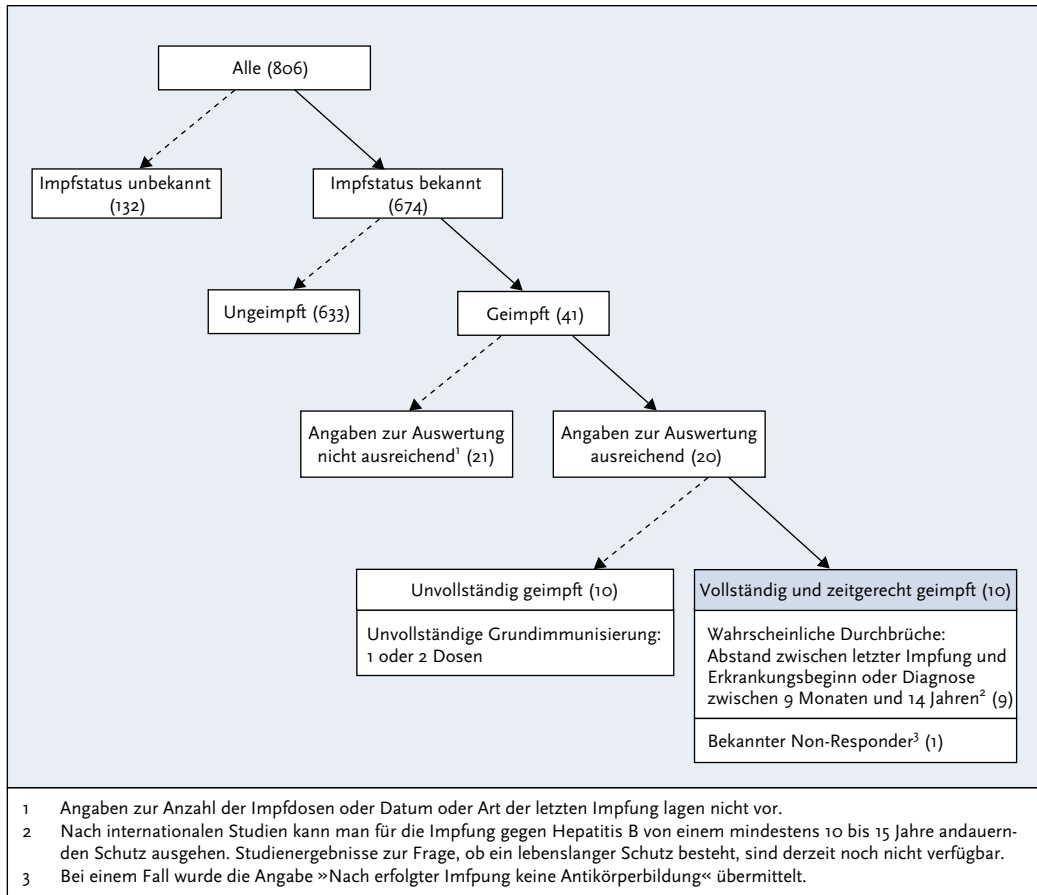 Alle (806)
Impfstatus unbekannt
(132)
Impfstatus bekannt
(674)
Ungeimpft (633)
Geimpft (41)
Angaben zur Auswertung
nicht ausreichend¹ (21)
Angaben zur Auswertung
ausreichend (20)
Unvollständig geimpft (10)
Unvollständige Grundimmunisierung:
1 oder 2 Dosen
Vollständig und zeitgerecht geimpft (10)
Wahrscheinliche Durchbrüche:
Abstand zwischen letzter Impfung und
Erkrankungsbeginn oder Diagnose
zwischen 9 Monaten und 14 Jahren² (9)
Bekannter Non-Responder³ (1)
1 Angaben zur Anzahl der Impfdosen oder Datum oder Art der letzten Impfung lagen nicht vor.
2 Nach internationalen Studien kann man für die Impfung gegen Hepatitis B von einem mindestens 10 bis 15 Jahre andauern-
den Schutz ausgehen. Studienergebnisse zur Frage, ob ein lebenslanger Schutz besteht, sind derzeit noch nicht verfügbar.
3 Bei einem Fall wurde die Angabe »Nach erfolgter Imfpung keine Antikörperbildung« übermittelt.